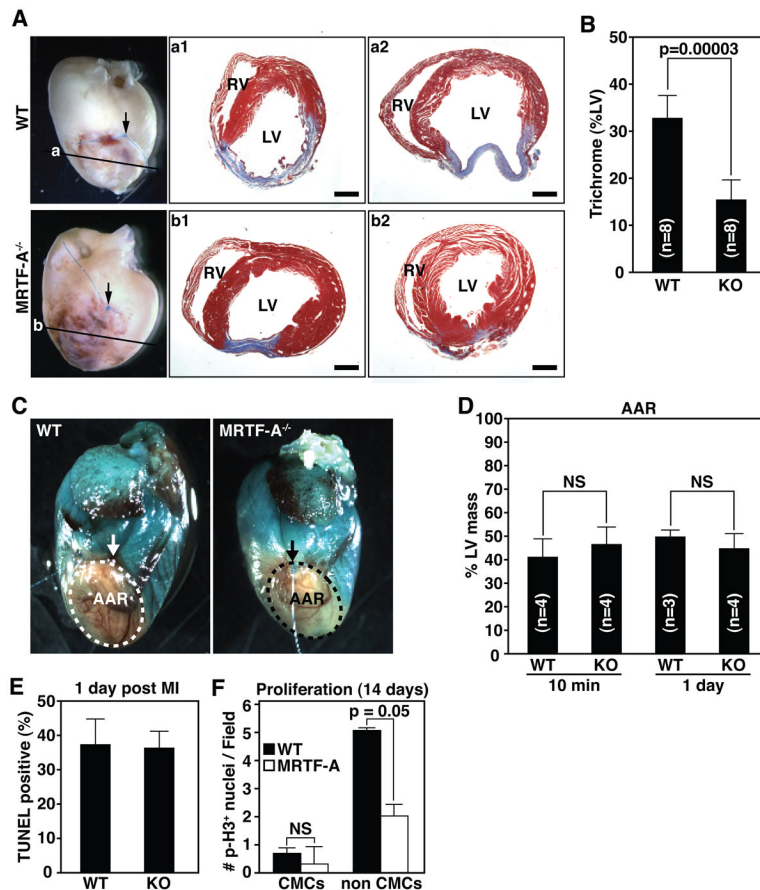 A
WT
a
a1
RV
LV
a2
RV
LV
MRTF-A-/-
b
b1
RV
LV
b2
RV
LV
B
p=0.00003
Trichrome (%LV)
50
40
30
20
10
0
(n=8)
(n=8)
WT KO
C
WT
AAR
MRTF-A-/-
AAR
D
AAR
% LV mass
100
90
80
70
60
50
40
30
20
10
0
NS
NS
(n=4)
(n=4)
(n=3)
(n=4)
WT KO WT KO
10 min 1 day
E
1 day post MI
TUNEL positive (%)
50
40
30
20
10
0
WT KO
F
Proliferation (14 days)
p = 0.05
# p-H3+ nuclei / Field
6
5
4
3
2
1
0
WT
MRTF-A
NS
CMCs non CMCs